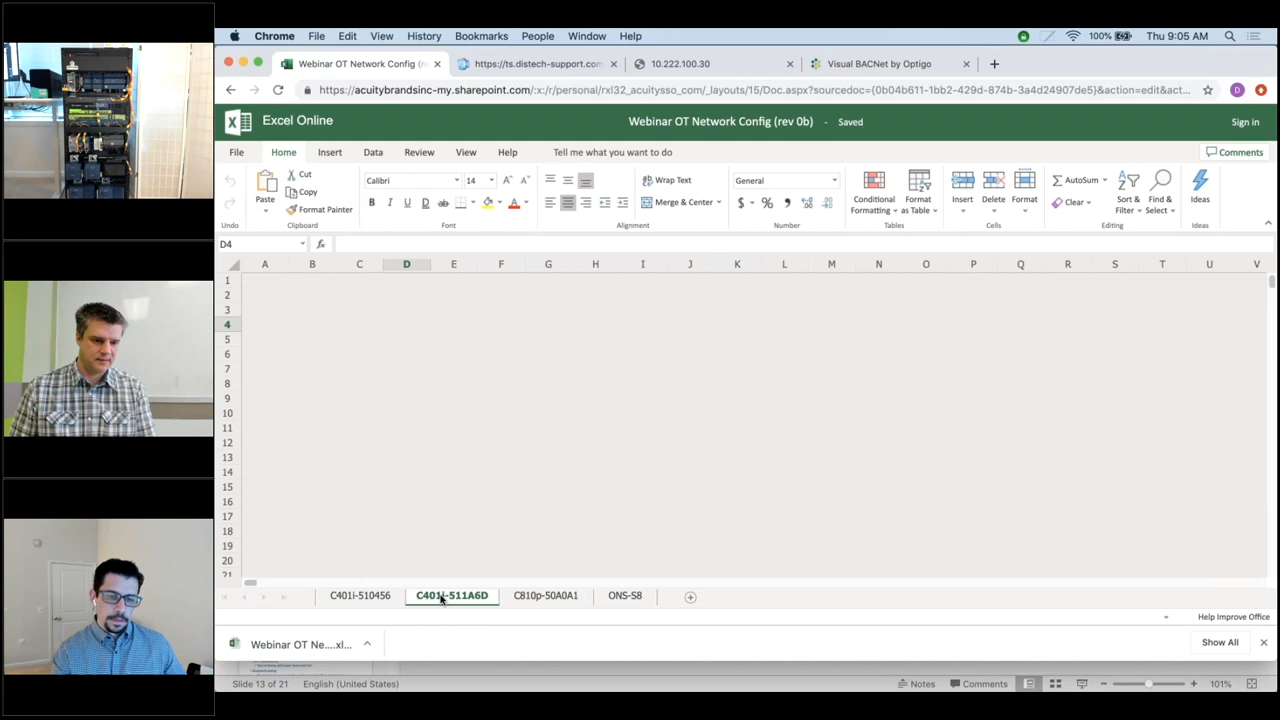 Chrome File Edit View History Bookmarks People Window Help 100% Thu 9:05 AM
Webinar OT Network Config (r https://ts.distech-support.com 10.222.100.30 Visual BACNet by Optigo
https://acuitybrandsinc-my.sharepoint.com/:x:/r/personal/rxl32_acuitysso_com/_layouts/15/Doc.aspx?sourcedoc={0b04b611-1bb2-429d-874b-3a4d24907de5}&action=edit&act...
Excel Online Webinar OT Network Config (rev 0b) - Saved Sign in
File Home Insert Data Review View Help Tell me what you want to do Comments
Cut
Calibri 14 A A Wrap Text General AutoSum
Copy
Paste Format Painter B I U D ab A Merge & Center $ % Conditional Formatting Format as Table Insert Delete Format Clear Sort & Filter Find & Select Ideas
Undo Clipboard Font Alignment Number Tables Cells Editing Ideas
D4 fx
A B C D E F G H I J K L M N O P Q R S T U V
1
2
3
4
5
6
7
8
9
10
11
12
13
14
15
16
17
18
19
20
21
C401i-510456 C401i-511A6D C810p-50A0A1 ONS-S8
Help Improve Office
Webinar OT Ne....xl... Show All
Slide 13 of 21 English (United States) Notes Comments 101%